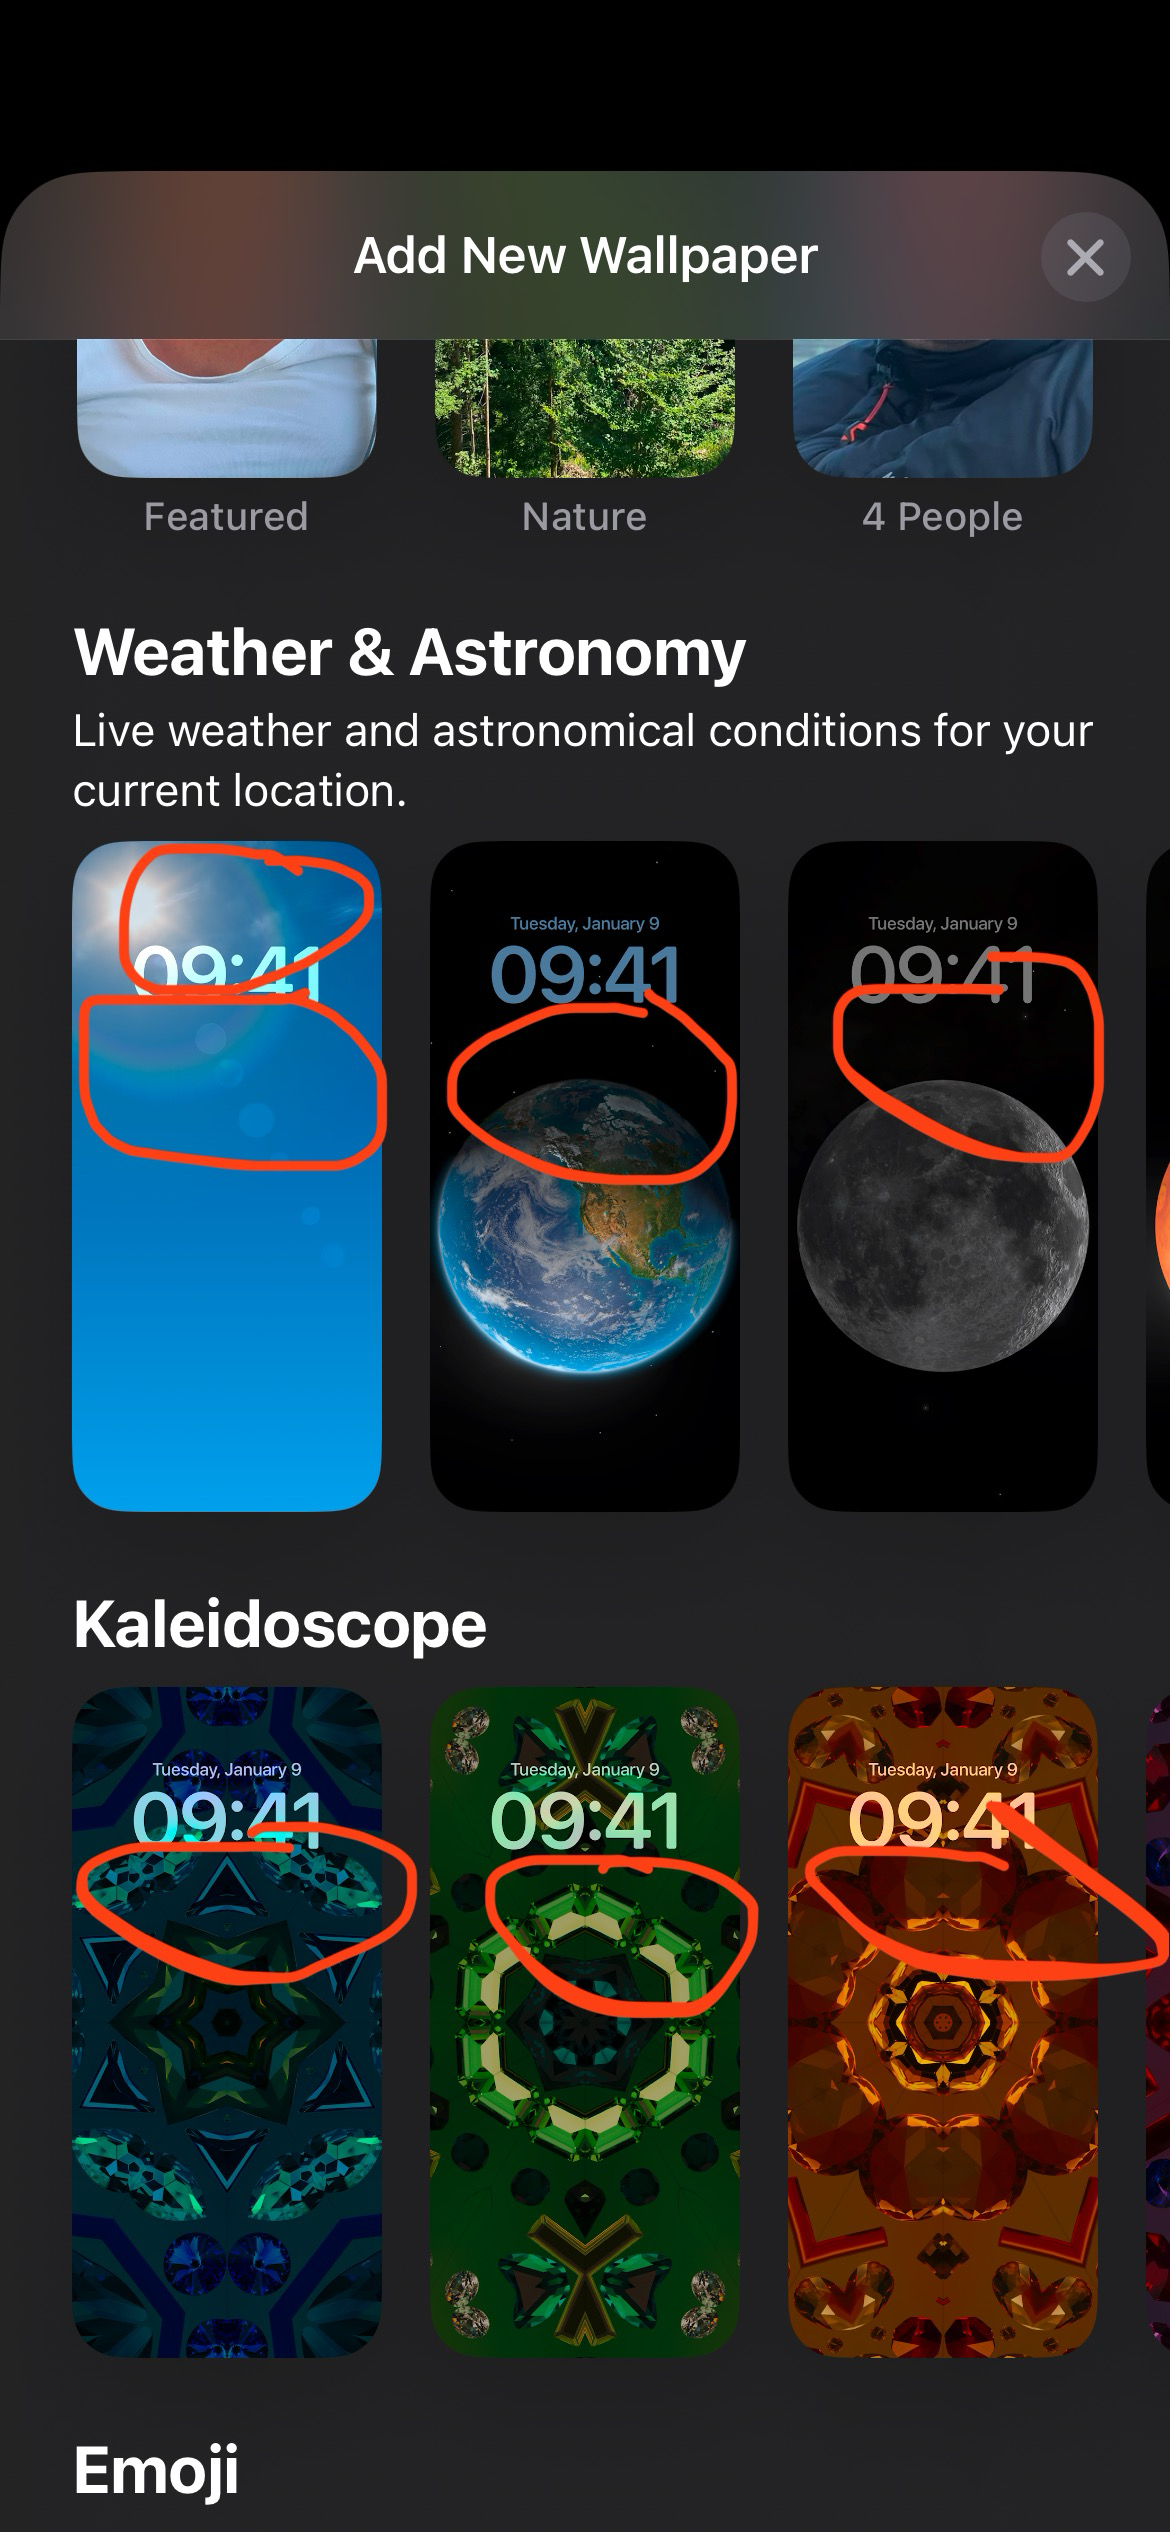 Add New Wallpaper
Featured
Nature
4 People
Weather & Astronomy
Live weather and astronomical conditions for your
current location.
09:41
Tuesday, January 9
09:41
Tuesday, January 9
09:41
Kaleidoscope
Tuesday, January 9
09:41
Tuesday, January 9
09:41
Tuesday, January 9
09:41
Emoji